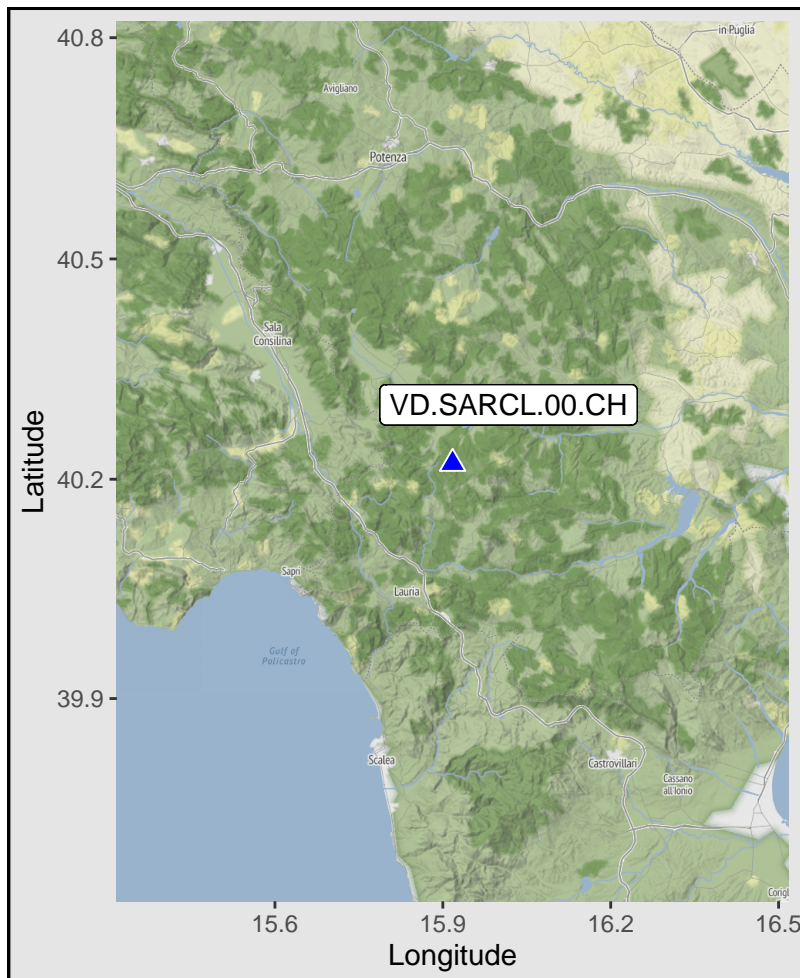 40.8
40.5
40.2
39.9
Latitude
in Puglia
Avigliano
Potenza
Sala
Consilina
VD.SARCL.00.CH
Sapri
Lauria
Gulf of
Policastro
Scalea
Castrovillari
Cassano
all'Ionio
15.6
15.9
16.2
16.5
Longitude